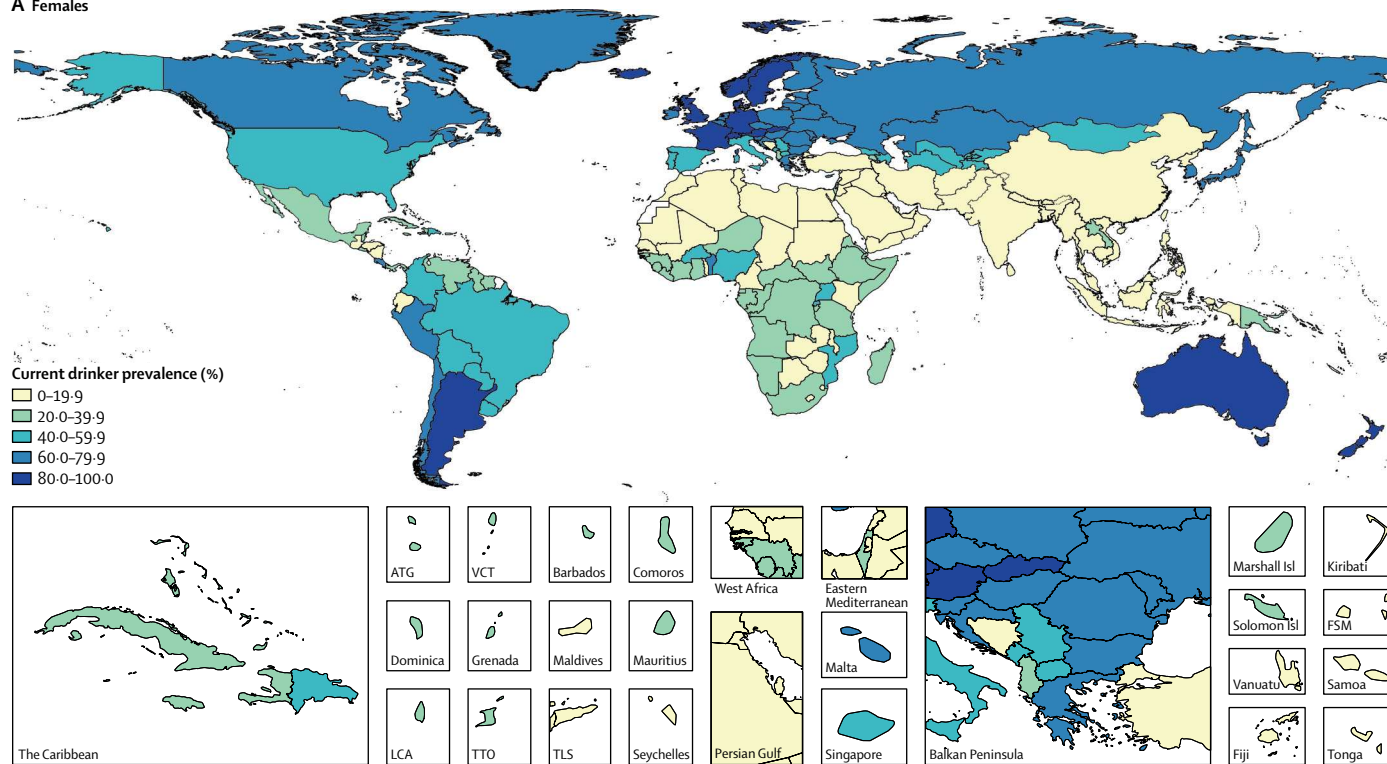 A Females
Current drinker prevalence (%)
0–19·9
20·0–39·9
40·0–59·9
60·0–79·9
80·0–100·0
The Caribbean
ATG
VCT
Barbados
Comoros
Dominica
Grenada
Maldives
Mauritius
LCA
TTO
TLS
Seychelles
West Africa
Eastern
Mediterranean
Persian Gulf
Malta
Singapore
Balkan Peninsula
Marshall Isl
Kiribati
Solomon Isl
FSM
Vanuatu
Samoa
Fiji
Tonga